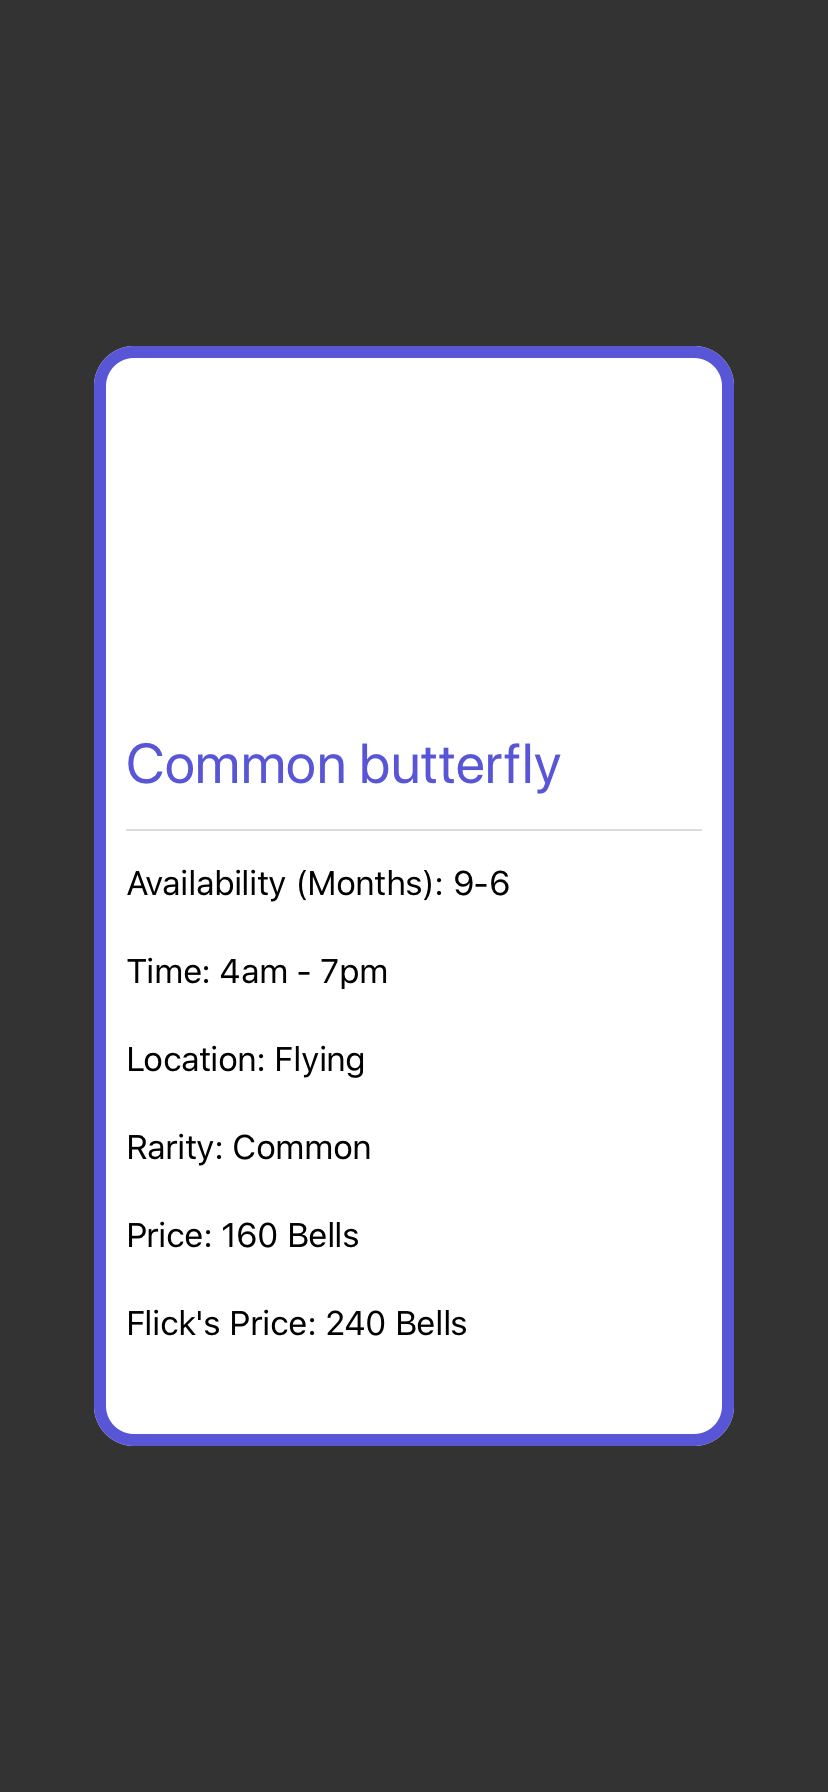 Common butterfly
Availability (Months): 9-6
Time: 4am - 7pm
Location: Flying
Rarity: Common
Price: 160 Bells
Flick's Price: 240 Bells